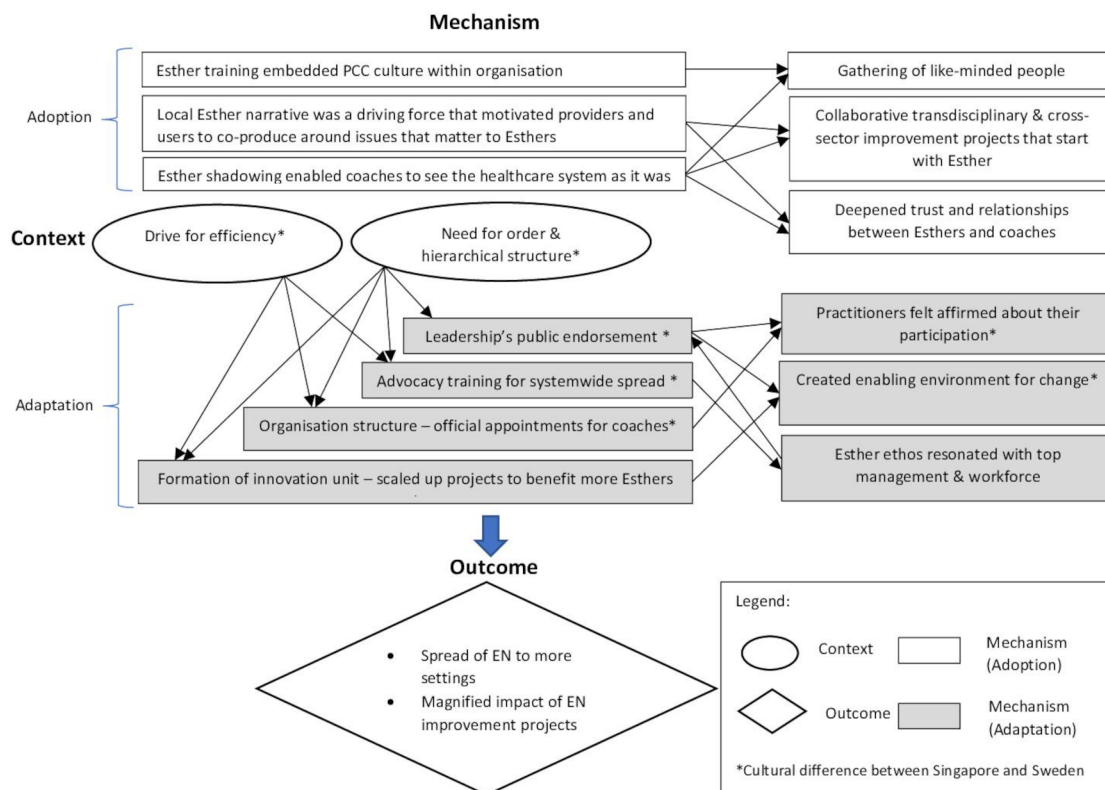 Mechanism
Esther training embedded PCC culture within organisation
Gathering of like-minded people
Adoption
Local Esther narrative was a driving force that motivated providers and
users to co-produce around issues that matter to Esthers
Collaborative transdisciplinary & cross-
sector improvement projects that start
with Esther
Esther shadowing enabled coaches to see the healthcare system as it was
Deepened trust and relationships
between Esthers and coaches
Context
Drive for efficiency*
Need for order &
hierarchical structure*
Adaptation
Leadership's public endorsement *
Practitioners felt affirmed about their
participation*
Advocacy training for systemwide spread *
Created enabling environment for change*
Organisation structure – official appointments for coaches*
Esther ethos resonated with top
management & workforce
Formation of innovation unit – scaled up projects to benefit more Esthers
.
Outcome
• Spread of EN to more
settings
• Magnified impact of EN
improvement projects
Legend:
Context
Mechanism
(Adoption)
Outcome
Mechanism
(Adaptation)
*Cultural difference between Singapore and Sweden